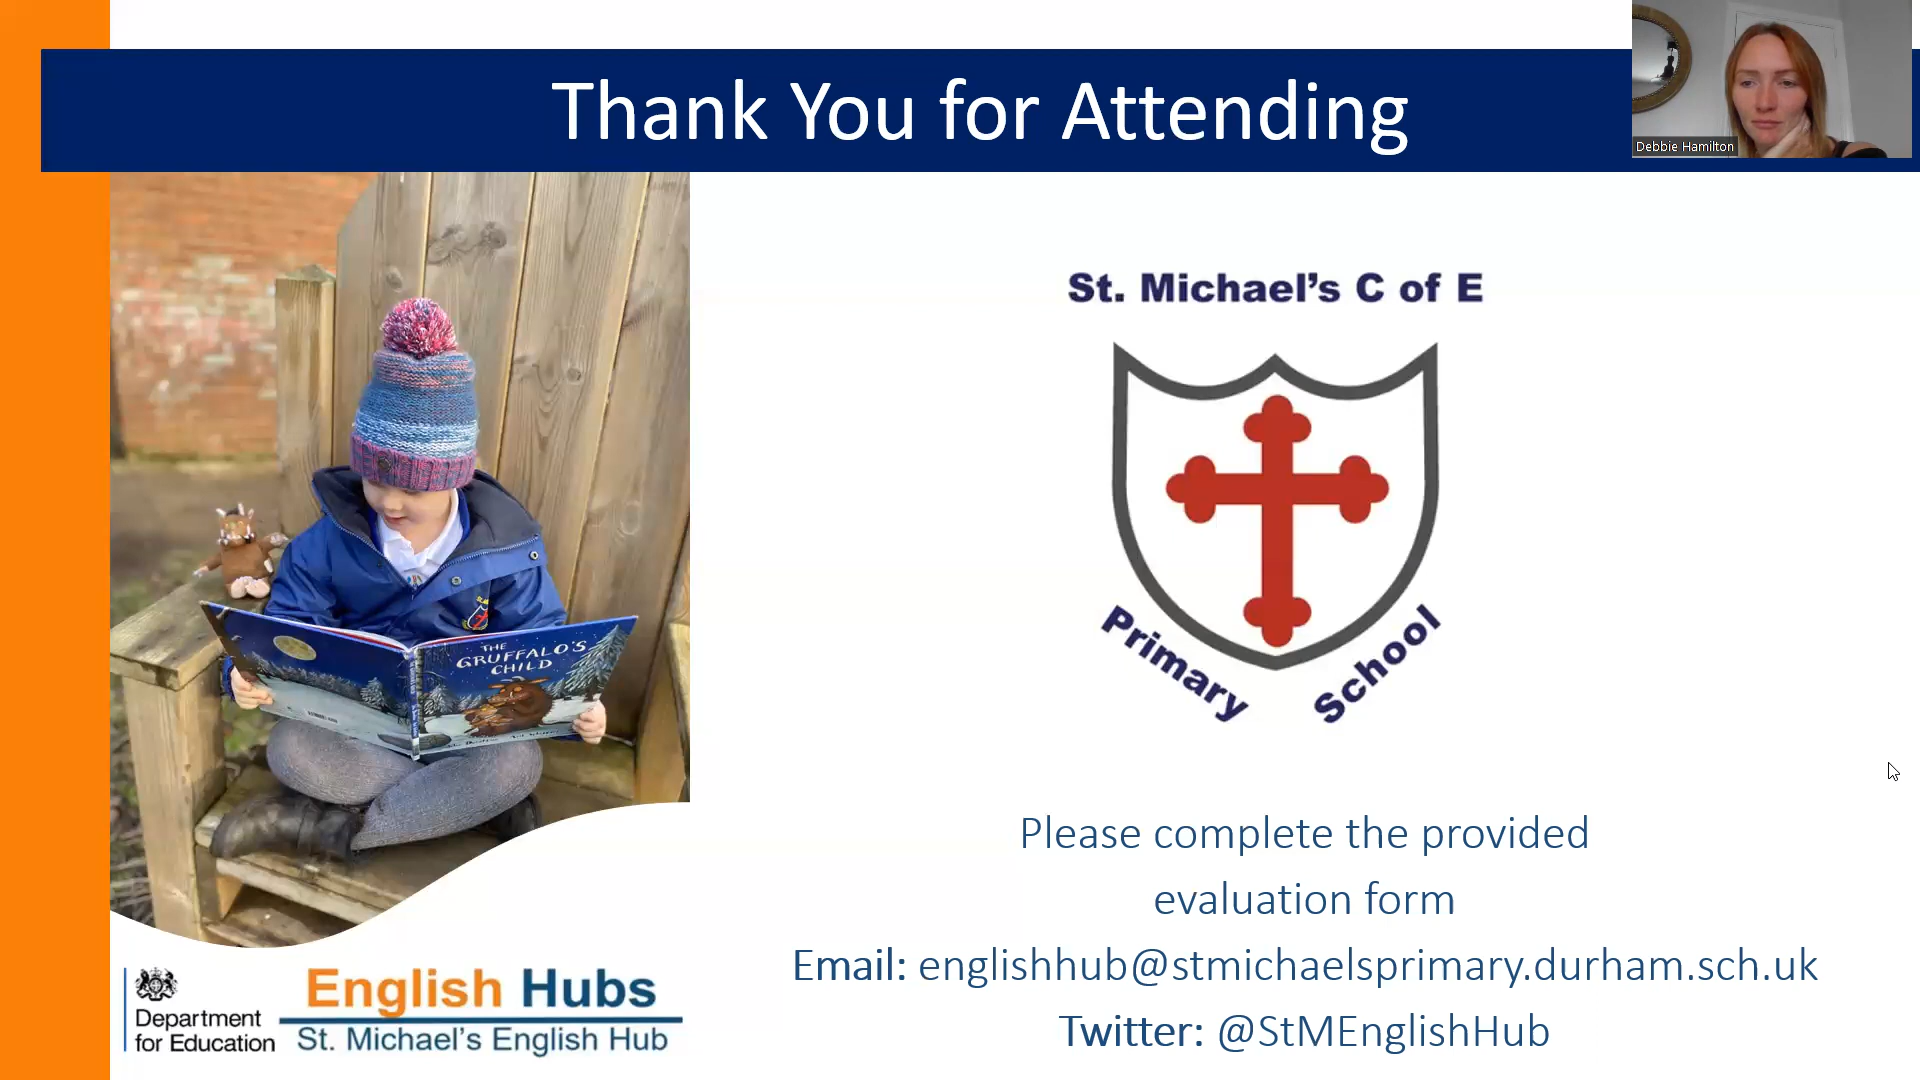 Thank You for Attending
Debbie Hamilton
St. Michael's C of E
Primary School
THE
GRUFFALO'S
CHILD
Please complete the provided
evaluation form
Email: englishhub@stmichaelsprimary.durham.sch.uk
Twitter: @StMEnglishHub
Department
for Education
English Hubs
St. Michael's English Hub